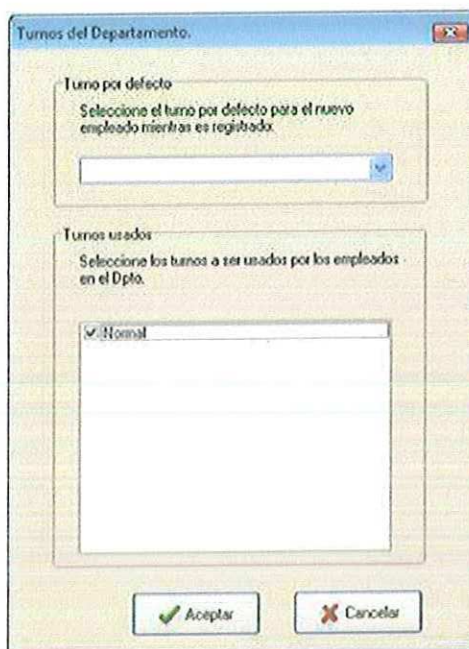 Turnos del Departamento.
Turno por defecto
Seleccione el turno por defecto para el nuevo
empleado mientras es registrado:
Turnos usados
Seleccione los turnos a ser usados por los empleados
en el Dpto.
Normal
Aceptar
Cancelar